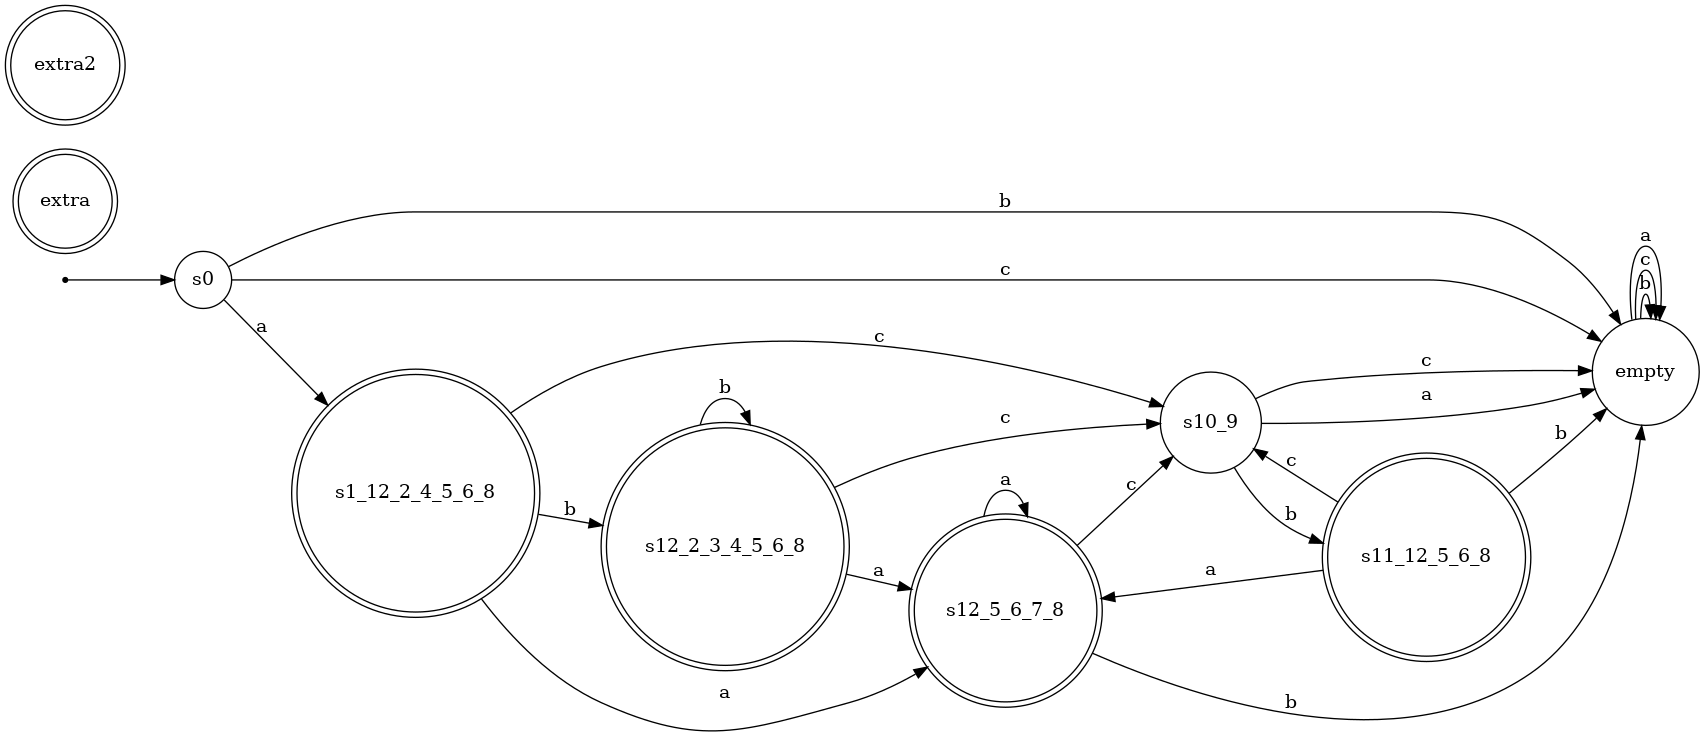 extra2
extra
b
a
c
b
s0
c
a
c
c
b
empty
a
c
s10_9
b
c
s1_12_2_4_5_6_8
b
s12_2_3_4_5_6_8
a
a
s12_5_6_7_8
c
b
s11_12_5_6_8
a
a
b